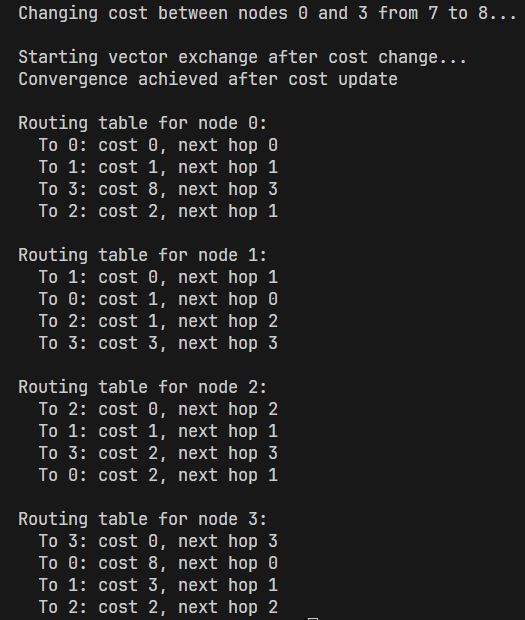 Changing cost between nodes 0 and 3 from 7 to 8...
Starting vector exchange after cost change...
Convergence achieved after cost update
Routing table for node 0:
To 0: cost 0, next hop 0
To 1: cost 1, next hop 1
To 3: cost 8, next hop 3
To 2: cost 2, next hop 1
Routing table for node 1:
To 1: cost 0, next hop 1
To 0: cost 1, next hop 0
To 2: cost 1, next hop 2
To 3: cost 3, next hop 3
Routing table for node 2:
To 2: cost 0, next hop 2
To 1: cost 1, next hop 1
To 3: cost 2, next hop 3
To 0: cost 2, next hop 1
Routing table for node 3:
To 3: cost 0, next hop 3
To 0: cost 8, next hop 0
To 1: cost 3, next hop 1
To 2: cost 2, next hop 2